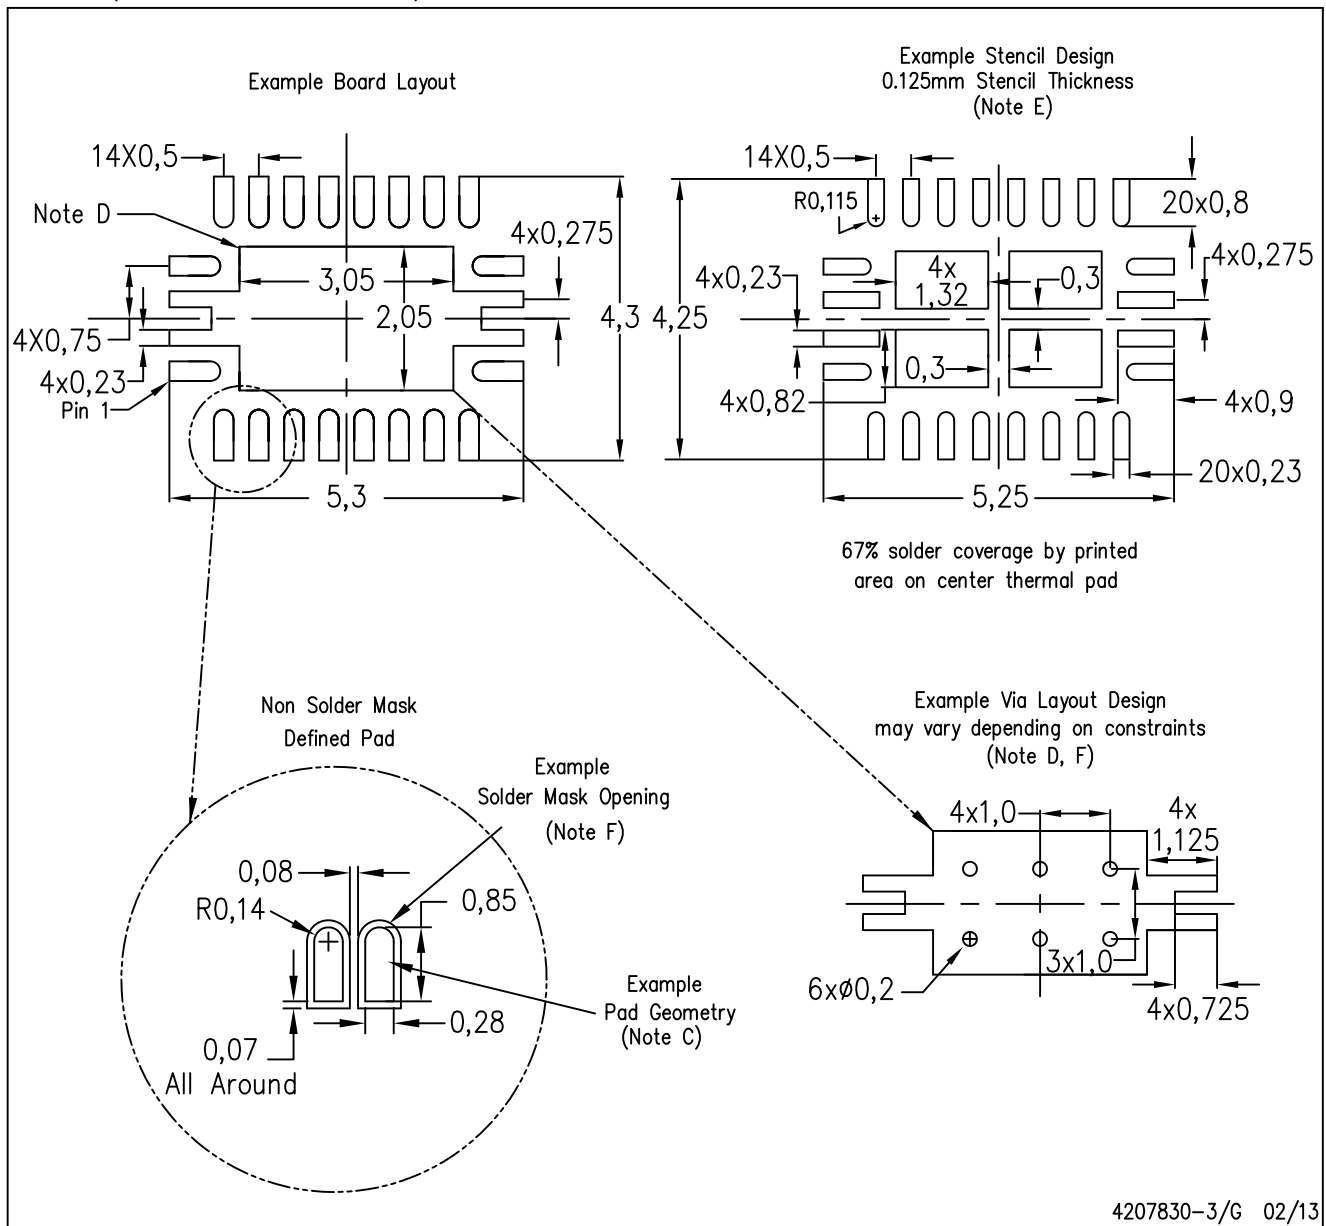 Example Board Layout
14X0,5
Note D
4x0,275
3,05
2,05
4,3
4X0,75
4x0,23
Pin 1
5,3
Example Stencil Design
0.125mm Stencil Thickness
(Note E)
14X0,5
R0,115
20x0,8
4x0,23
4x
1,32
0,3
4x0,275
4,25
0,3
4x0,82
4x0,9
20x0,23
5,25
67% solder coverage by printed
area on center thermal pad
Non Solder Mask
Defined Pad
Example
Solder Mask Opening
(Note F)
0,08
R0,14
0,85
Example
Pad Geometry
(Note C)
0,28
0,07
All Around
Example Via Layout Design
may vary depending on constraints
(Note D, F)
4x1,0
4x
1,125
3x1,0
6xø0,2
4x0,725
4207830-3/G 02/13